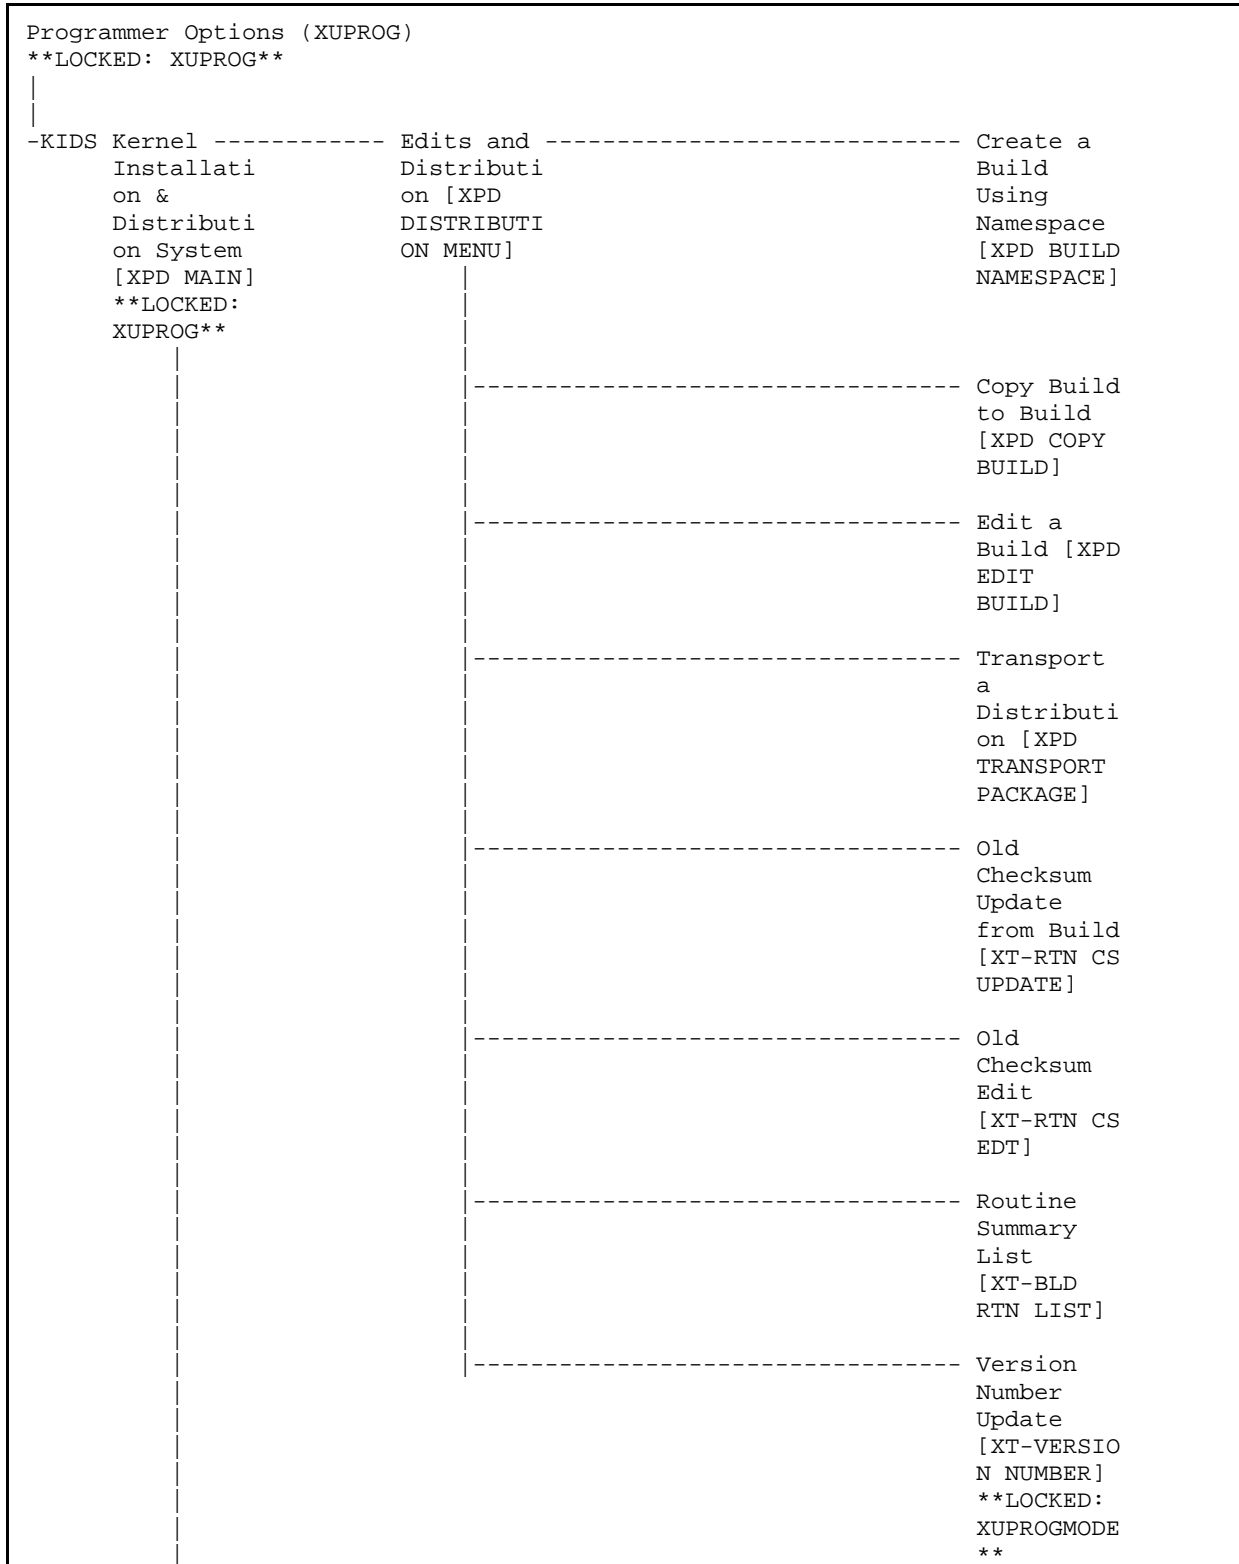 Programmer Options (XUPROG)
**LOCKED: XUPROG**
|
|
-KIDS Kernel ------------ Edits and ----------------------------- Create a
Installati Distributi Build
on & on [XPD Using
Distributi DISTRIBUTI Namespace
on System ON MENU] [XPD BUILD
[XPD MAIN] | NAMESPACE]
**LOCKED: |
XUPROG** |
| |
| |---------------------------------- Copy Build
| | to Build
| | [XPD COPY
| | BUILD]
| |
| |---------------------------------- Edit a
| | Build [XPD
| | EDIT
| | BUILD]
| |
| |---------------------------------- Transport
| | a
| | Distributi
| | on [XPD
| | TRANSPORT
| | PACKAGE]
| |
| |---------------------------------- Old
| | Checksum
| | Update
| | from Build
| | [XT-RTN CS
| | UPDATE]
| |
| |---------------------------------- Old
| | Checksum
| | Edit
| | [XT-RTN CS
| | EDT]
| |
| |---------------------------------- Routine
| | Summary
| | List
| | [XT-BLD
| | RTN LIST]
| |
| |---------------------------------- Version
| Number
| Update
| [XT-VERSIO
| N NUMBER]
| **LOCKED:
| XUPROGMODE
| **